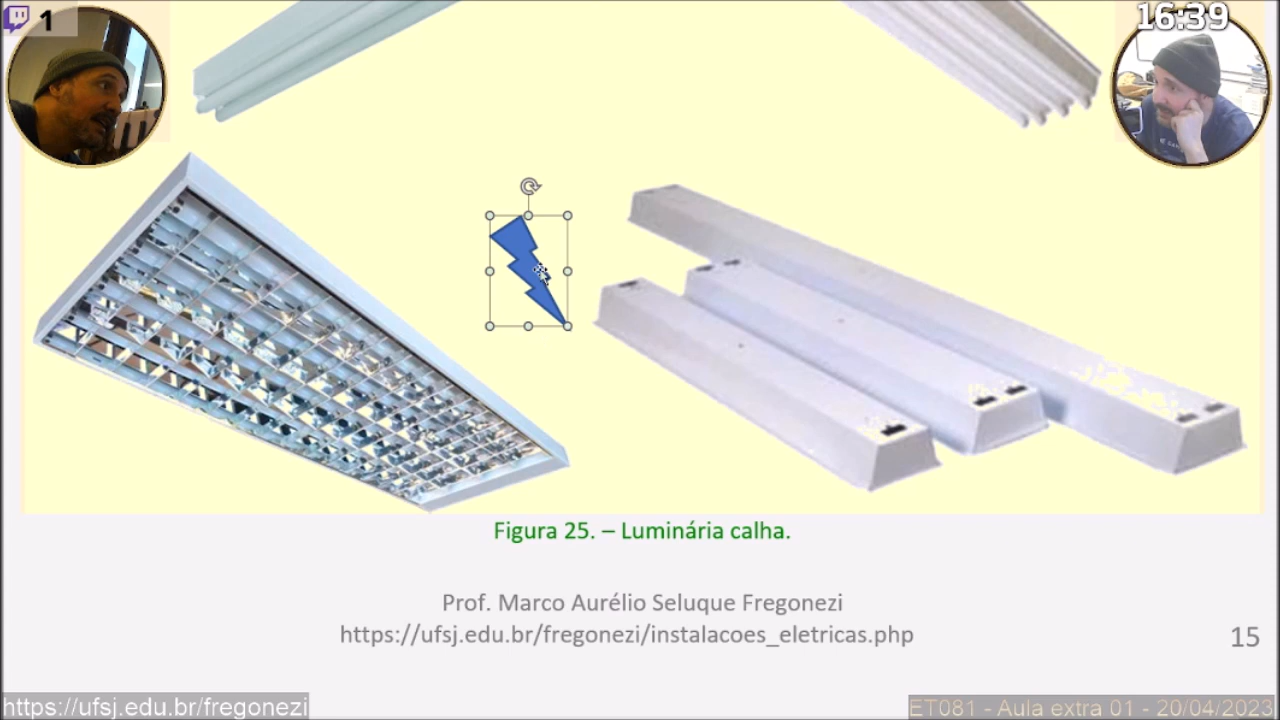 1
16:39
Figura 25. – Luminária calha.
Prof. Marco Aurélio Seluque Fregonezi
https://ufsj.edu.br/fregonezi/instalacoes_eletricas.php
15
https://ufsj.edu.br/fregonezi
ET081 - Aula extra 01 - 20/04/2023